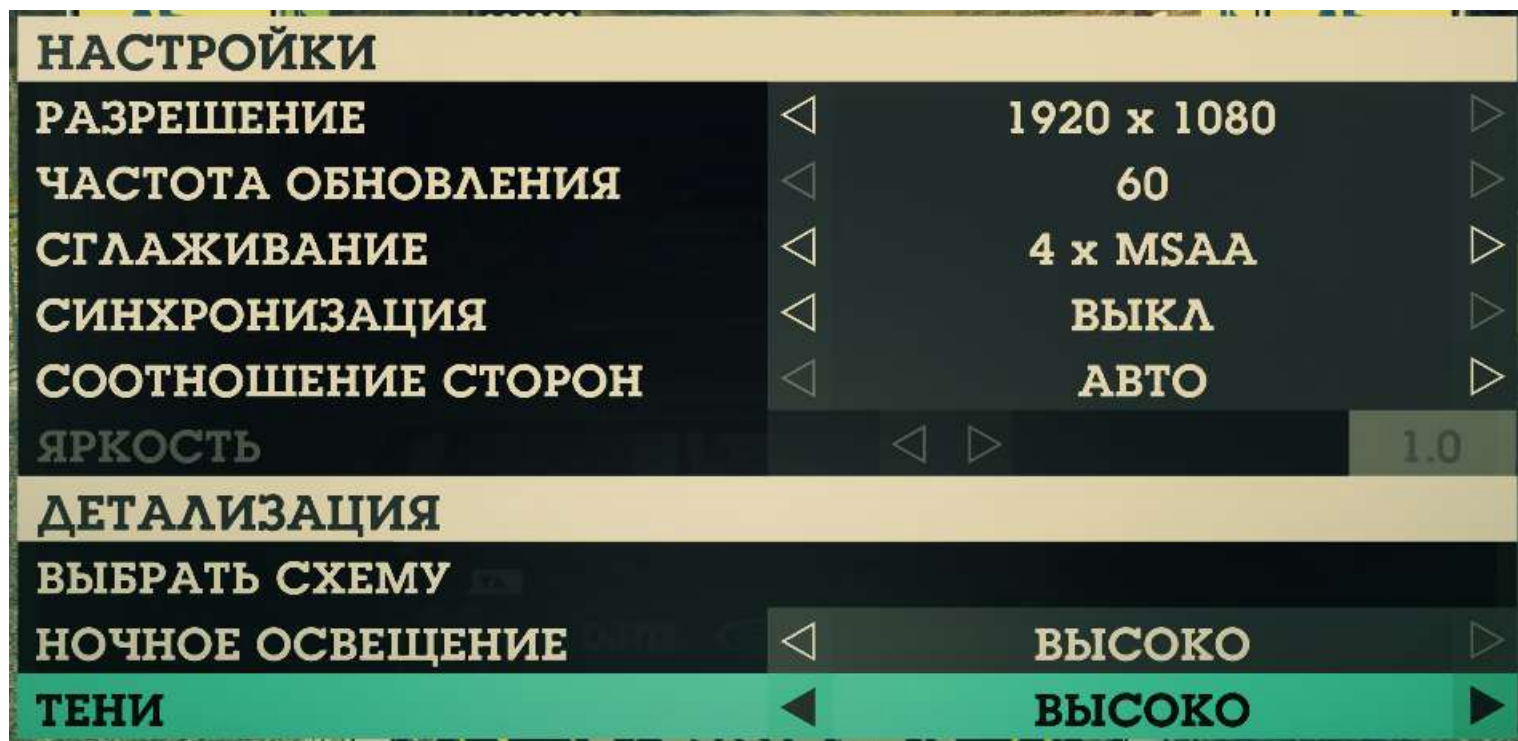 НАСТРОЙКИ
РАЗРЕШЕНИЕ 1920 x 1080
ЧАСТОТА ОБНОВЛЕНИЯ 60
СГЛАЖИВАНИЕ 4 x MSAA
СИНХРОНИЗАЦИЯ ВЫКЛ
СООТНОШЕНИЕ СТОРОН АВТО
ЯРКОСТЬ 1.0
ДЕТАЛИЗАЦИЯ
ВЫБРАТЬ СХЕМУ
НОЧНОЕ ОСВЕЩЕНИЕ ВЫСОКО
ТЕНИ ВЫСОКО